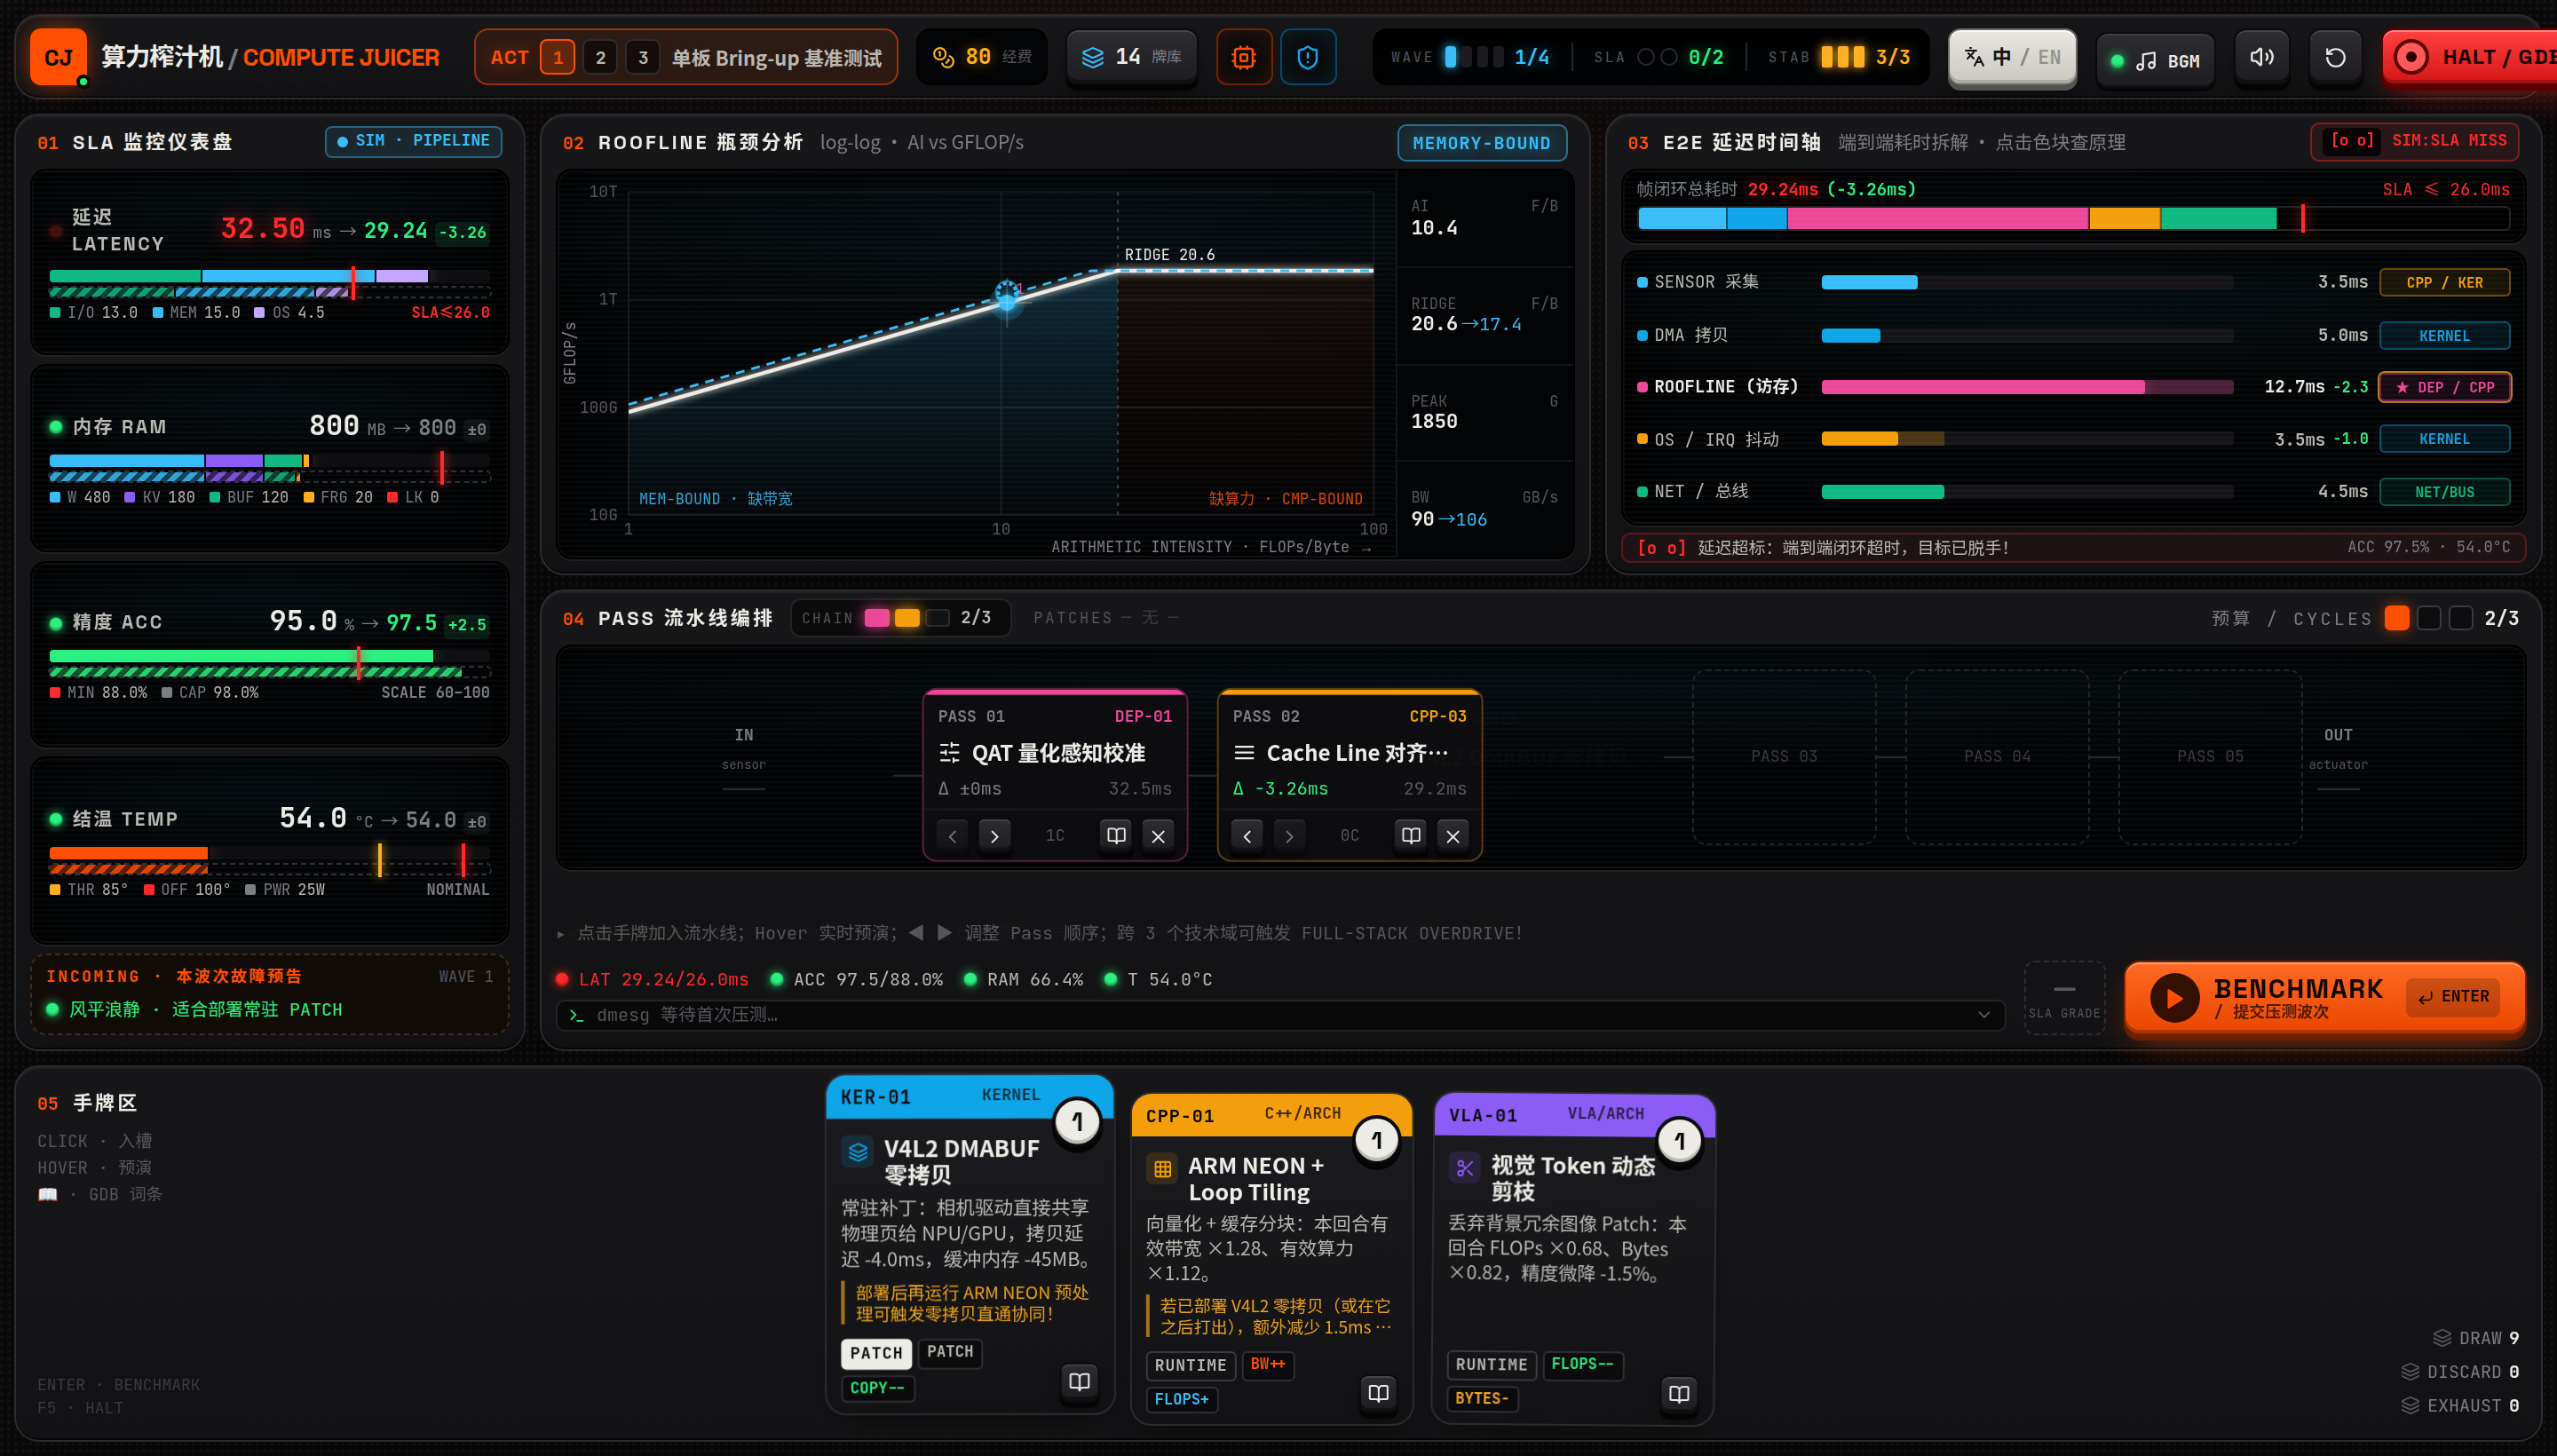 CJ 算力榨汁机 / COMPUTE JUICER ACT 1 2 3 单板 Bring-up 基准测试 80 经费 14 牌库 WAVE 1/4 SLA 0/2 STAB 3/3 中 / EN BGM HALT / GDB
01 SLA 监控仪表盘 SIM · PIPELINE
延迟 LATENCY 32.50 ms → 29.24 -3.26
I/O 13.0 MEM 15.0 OS 4.5 SLA≤26.0
内存 RAM 800 MB → 800 ±0
W 480 KV 180 BUF 120 FRG 20 LK 0
精度 ACC 95.0 % → 97.5 +2.5
MIN 88.0% CAP 98.0% SCALE 60-100
结温 TEMP 54.0 °C → 54.0 ±0
THR 85° OFF 100° PWR 25W NOMINAL
INCOMING · 本波次故障预告 WAVE 1
风平浪静 · 适合部署常驻 PATCH
02 ROOFLINE 瓶颈分析 log-log • AI vs GFLOP/s MEMORY-BOUND
10T
1T
100G
10G
GFLOP/s
RIDGE 20.6
MEM-BOUND · 缺带宽 缺算力 · CMP-BOUND
1 10 100
ARITHMETIC INTENSITY · FLOPs/Byte →
AI F/B
10.4
RIDGE F/B
20.6→17.4
PEAK G
1850
BW GB/s
90→106
03 E2E 延迟时间轴 端到端耗时拆解 • 点击色块查原理 [o o] SIM:SLA MISS
帧闭环总耗时 29.24ms (-3.26ms) SLA ≤ 26.0ms
SENSOR 采集 3.5ms CPP / KER
DMA 拷贝 5.0ms KERNEL
ROOFLINE (访存) 12.7ms -2.3 ★ DEP / CPP
OS / IRQ 抖动 3.5ms -1.0 KERNEL
NET / 总线 4.5ms NET/BUS
[o o] 延迟超标：端到端闭环超时，目标已脱手！ ACC 97.5% · 54.0°C
04 PASS 流水线编排 CHAIN 2/3 PATCHES — 无 — 预算 / CYCLES 2/3
IN
sensor
PASS 01 DEP-01
QAT 量化感知校准
Δ ±0ms 32.5ms
1C
PASS 02 CPP-03
Cache Line 对齐…
Δ -3.26ms 29.2ms
0C
PASS 03
PASS 04
PASS 05
OUT
actuator
▸ 点击手牌加入流水线；Hover 实时预演；◀ ▶ 调整 Pass 顺序；跨 3 个技术域可触发 FULL-STACK OVERDRIVE！
LAT 29.24/26.0ms ACC 97.5/88.0% RAM 66.4% T 54.0°C
dmesg 等待首次压测…
—
SLA GRADE
BENCHMARK
/ 提交压测波次
ENTER
05 手牌区
CLICK · 入槽
HOVER · 预演
📖 · GDB 词条
ENTER · BENCHMARK
F5 · HALT
KER-01 KERNEL 1
V4L2 DMABUF
零拷贝
常驻补丁：相机驱动直接共享
物理页给 NPU/GPU，拷贝延
迟 -4.0ms，缓冲内存 -45MB。
部署后再运行 ARM NEON 预处
理可触发零拷贝直通协同！
PATCH PATCH
COPY--
CPP-01 C++/ARCH 1
ARM NEON +
Loop Tiling
向量化 + 缓存分块：本回合有
效带宽 ×1.28、有效算力
×1.12。
若已部署 V4L2 零拷贝（或在它
之后打出），额外减少 1.5ms …
RUNTIME BW++
FLOPS+
VLA-01 VLA/ARCH 1
视觉 Token 动态
剪枝
丢弃背景冗余图像 Patch：本
回合 FLOPs ×0.68、Bytes
×0.82，精度微降 -1.5%。
RUNTIME FLOPS--
BYTES-
DRAW 9
DISCARD 0
EXHAUST 0